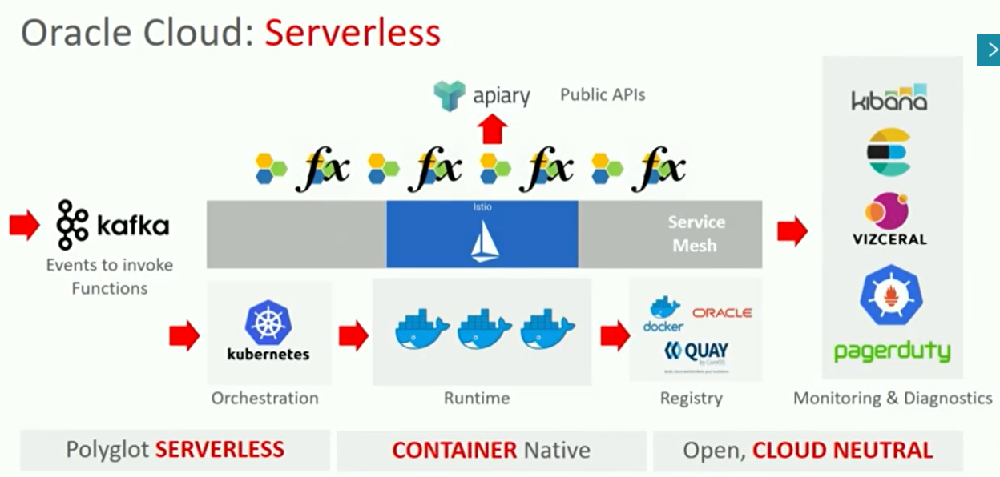 Oracle Cloud: Serverless
apiary
Public APIs
fx fx fx fx
kafka
Events to invoke
Functions
Istio
Service
Mesh
kubernetes
Orchestration
Runtime
docker
ORACLE
QUAY
by CoreOS
Registry
kibana
VIZCERAL
pagerduty
Monitoring & Diagnostics
Polyglot SERVERLESS
CONTAINER Native
Open, CLOUD NEUTRAL